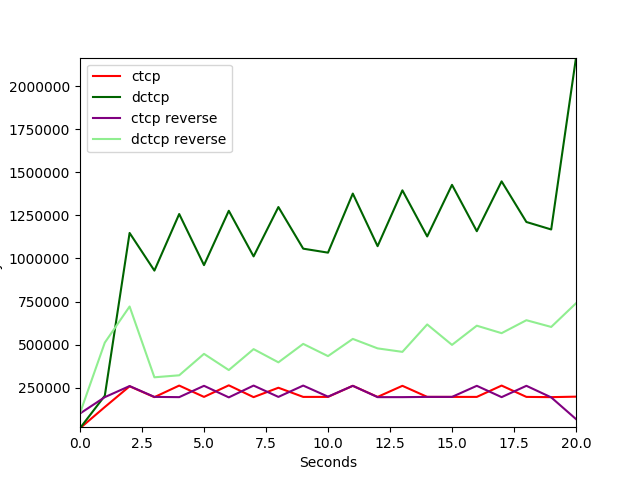 2000000
1750000
1500000
1250000
1000000
750000
500000
250000
ctcp
dctcp
ctcp reverse
dctcp reverse
0.0 2.5 5.0 7.5 10.0 12.5 15.0 17.5 20.0
Seconds